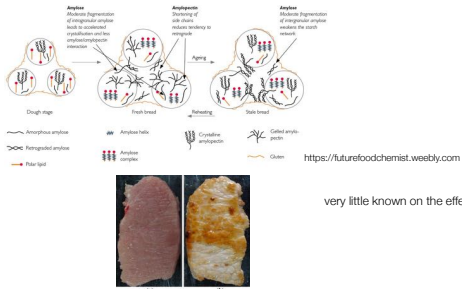 Amylose
Moderate fragmentation
of intragranular amylose
leads to accelerated
crystallisation and less
amylose/amylopectin
interaction
Amylopectin
Shortening of
side chains
reduces tendency to
retrograde
Amylose
Moderate fragmentation
of intergranular amylose
weakens the starch
network
Ageing
Reheating
Dough stage
Fresh bread
Stale bread
Amorphous amylose
Retrograded amylose
Polar lipid
Amylose helix
Amylose
complex
Crystalline
amylopectin
Gelled amylo-
pectin
Gluten
https://futurefoodchemist.weebly.com
very little known on the effe